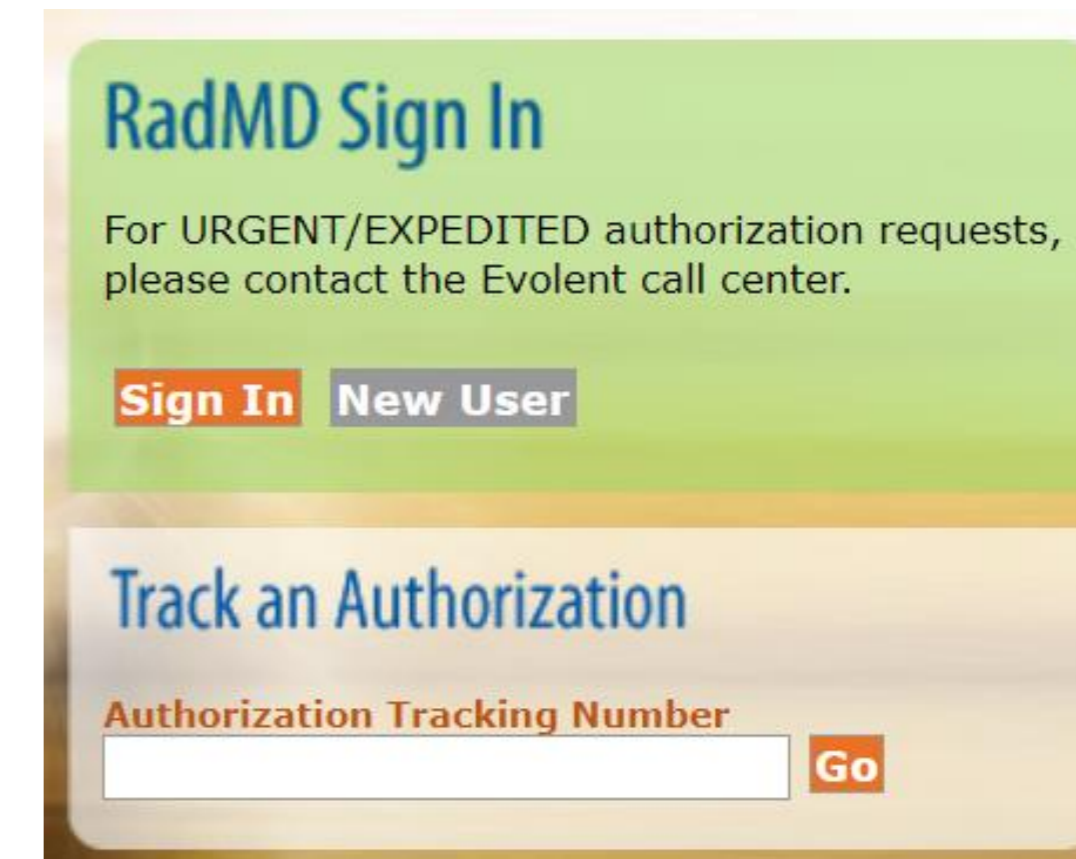 RadMD Sign In
For URGENT/EXPEDITED authorization requests,
please contact the Evolent call center.
Sign In New User
Track an Authorization
Authorization Tracking Number
Go